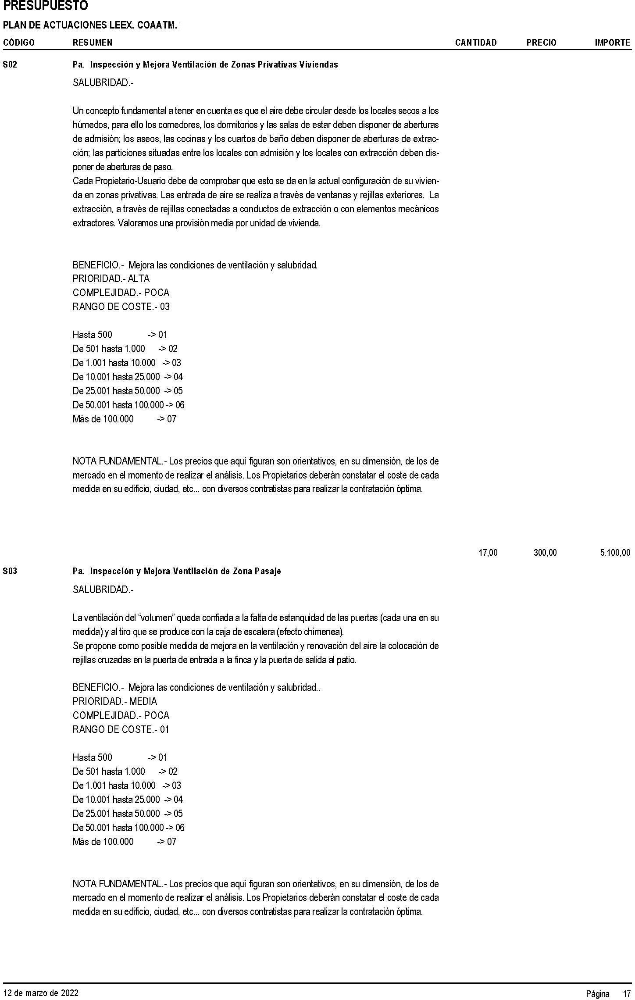 PRESUPUESTO
PLAN DE ACTUACIONES LEEX. COAATM.
CÓDIGO RESUMEN CANTIDAD PRECIO IMPORTE
S02 Pa. Inspección y Mejora Ventilación de Zonas Privativas Viviendas
SALUBRIDAD.-
Un concepto fundamental a tener en cuenta es que el aire debe circular desde los locales secos a los
húmedos, para ello los comedores, los dormitorios y las salas de estar deben disponer de aberturas
de admisión; los aseos, las cocinas y los cuartos de baño deben disponer de aberturas de extrac-
ción; las particiones situadas entre los locales con admisión y los locales con extracción deben dis-
poner de aberturas de paso.
Cada Propietario-Usuario debe de comprobar que esto se da en la actual configuración de su vivien-
da en zonas privativas. Las entrada de aire se realiza a través de ventanas y rejillas exteriores. La
extracción, a través de rejillas conectadas a conductos de extracción o con elementos mecánicos
extractores. Valoramos una provisión media por unidad de vivienda.
BENEFICIO.- Mejora las condiciones de ventilación y salubridad.
PRIORIDAD.- ALTA
COMPLEJIDAD.- POCA
RANGO DE COSTE.- 03
Hasta 500 -> 01
De 501 hasta 1.000 -> 02
De 1.001 hasta 10.000 -> 03
De 10.001 hasta 25.000 -> 04
De 25.001 hasta 50.000 -> 05
De 50.001 hasta 100.000 -> 06
Más de 100.000 -> 07
NOTA FUNDAMENTAL.- Los precios que aquí figuran son orientativos, en su dimensión, de los de
mercado en el momento de realizar el análisis. Los Propietarios deberán constatar el coste de cada
medida en su edificio, ciudad, etc... con diversos contratistas para realizar la contratación óptima.
17,00 300,00 5.100,00
S03 Pa. Inspección y Mejora Ventilación de Zona Pasaje
SALUBRIDAD.-
La ventilación del “volumen” queda confiada a la falta de estanquidad de las puertas (cada una en su
medida) y al tiro que se produce con la caja de escalera (efecto chimenea).
Se propone como posible medida de mejora en la ventilación y renovación del aire la colocación de
rejillas cruzadas en la puerta de entrada a la finca y la puerta de salida al patio.
BENEFICIO.- Mejora las condiciones de ventilación y salubridad..
PRIORIDAD.- MEDIA
COMPLEJIDAD.- POCA
RANGO DE COSTE.- 01
Hasta 500 -> 01
De 501 hasta 1.000 -> 02
De 1.001 hasta 10.000 -> 03
De 10.001 hasta 25.000 -> 04
De 25.001 hasta 50.000 -> 05
De 50.001 hasta 100.000 -> 06
Más de 100.000 -> 07
NOTA FUNDAMENTAL.- Los precios que aquí figuran son orientativos, en su dimensión, de los de
mercado en el momento de realizar el análisis. Los Propietarios deberán constatar el coste de cada
medida en su edificio, ciudad, etc... con diversos contratistas para realizar la contratación óptima.
12 de marzo de 2022 Página 17